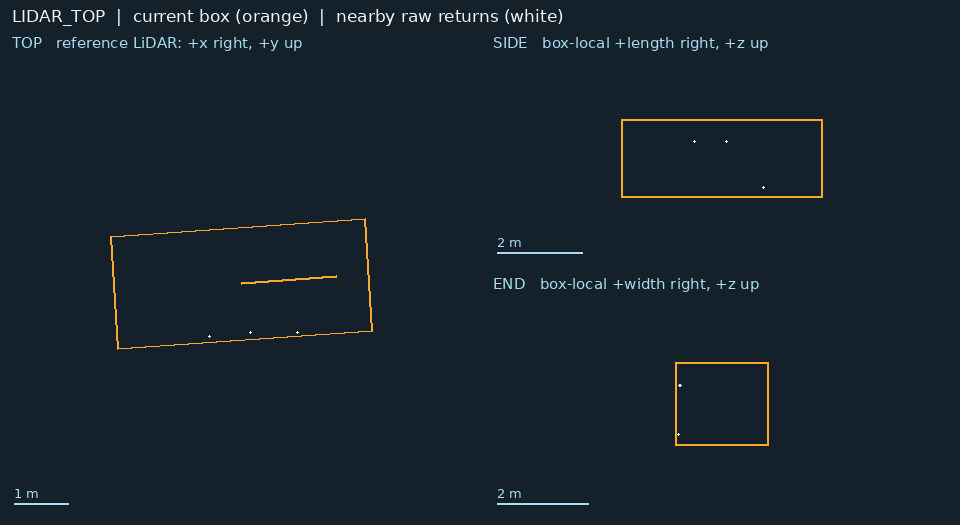 LIDAR_TOP | current box (orange) | nearby raw returns (white)
TOP reference LiDAR: +x right, +y up
SIDE box-local +length right, +z up
2 m
END box-local +width right, +z up
1 m
2 m